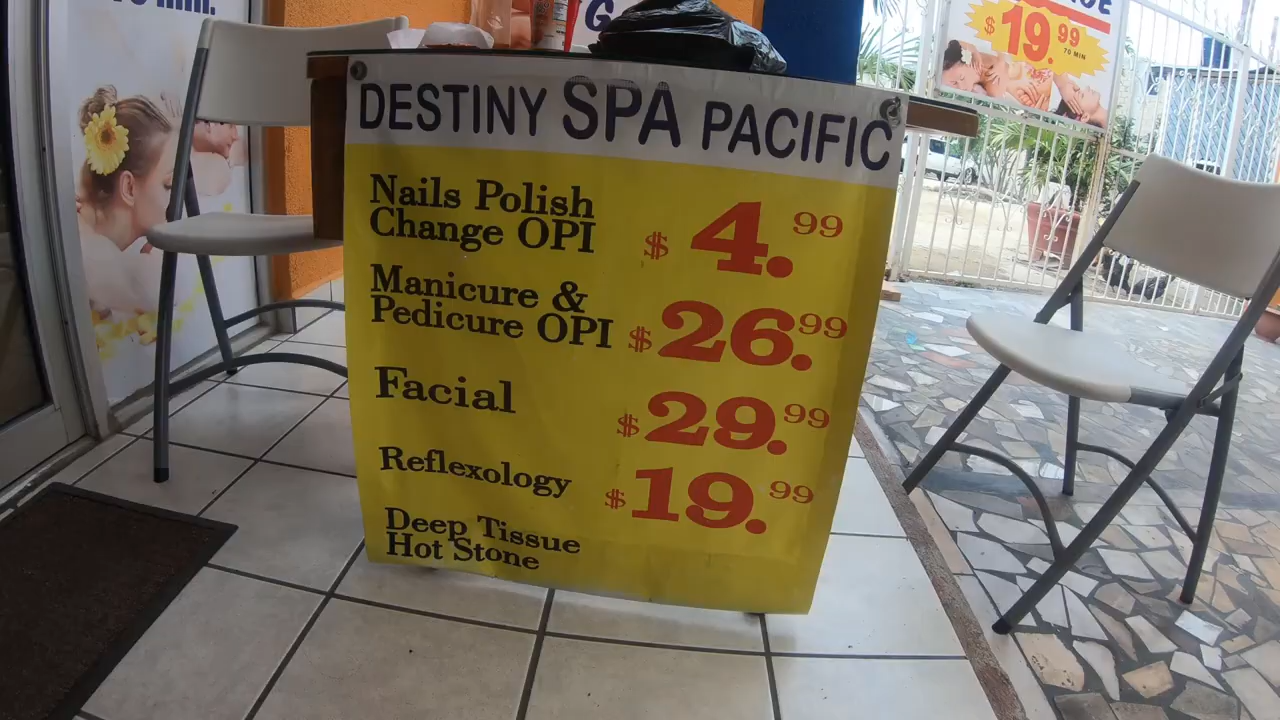 DESTINY SPA PACIFIC
Nails Polish
Change OPI $ 4.99
Manicure &
Pedicure OPI $ 26.99
Facial $ 29.99
Reflexology $ 19.99
Deep Tissue
Hot Stone
$ 19.99
70 MIN